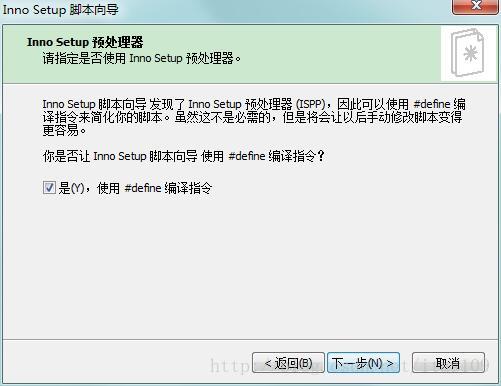 Inno Setup 脚本向导
Inno Setup 预处理器
请指定是否使用 Inno Setup 预处理器。
Inno Setup 脚本向导 发现了 Inno Setup 预处理器 (ISPP)，因此可以使用 #define 编
译指令来简化你的脚本。虽然这不是必需的，但是将会让以后手动修改脚本变得
更容易。
你是否让 Inno Setup 脚本向导 使用 #define 编译指令？
是(Y)，使用 #define 编译指令
< 返回(B)
下一步(N) >
取消